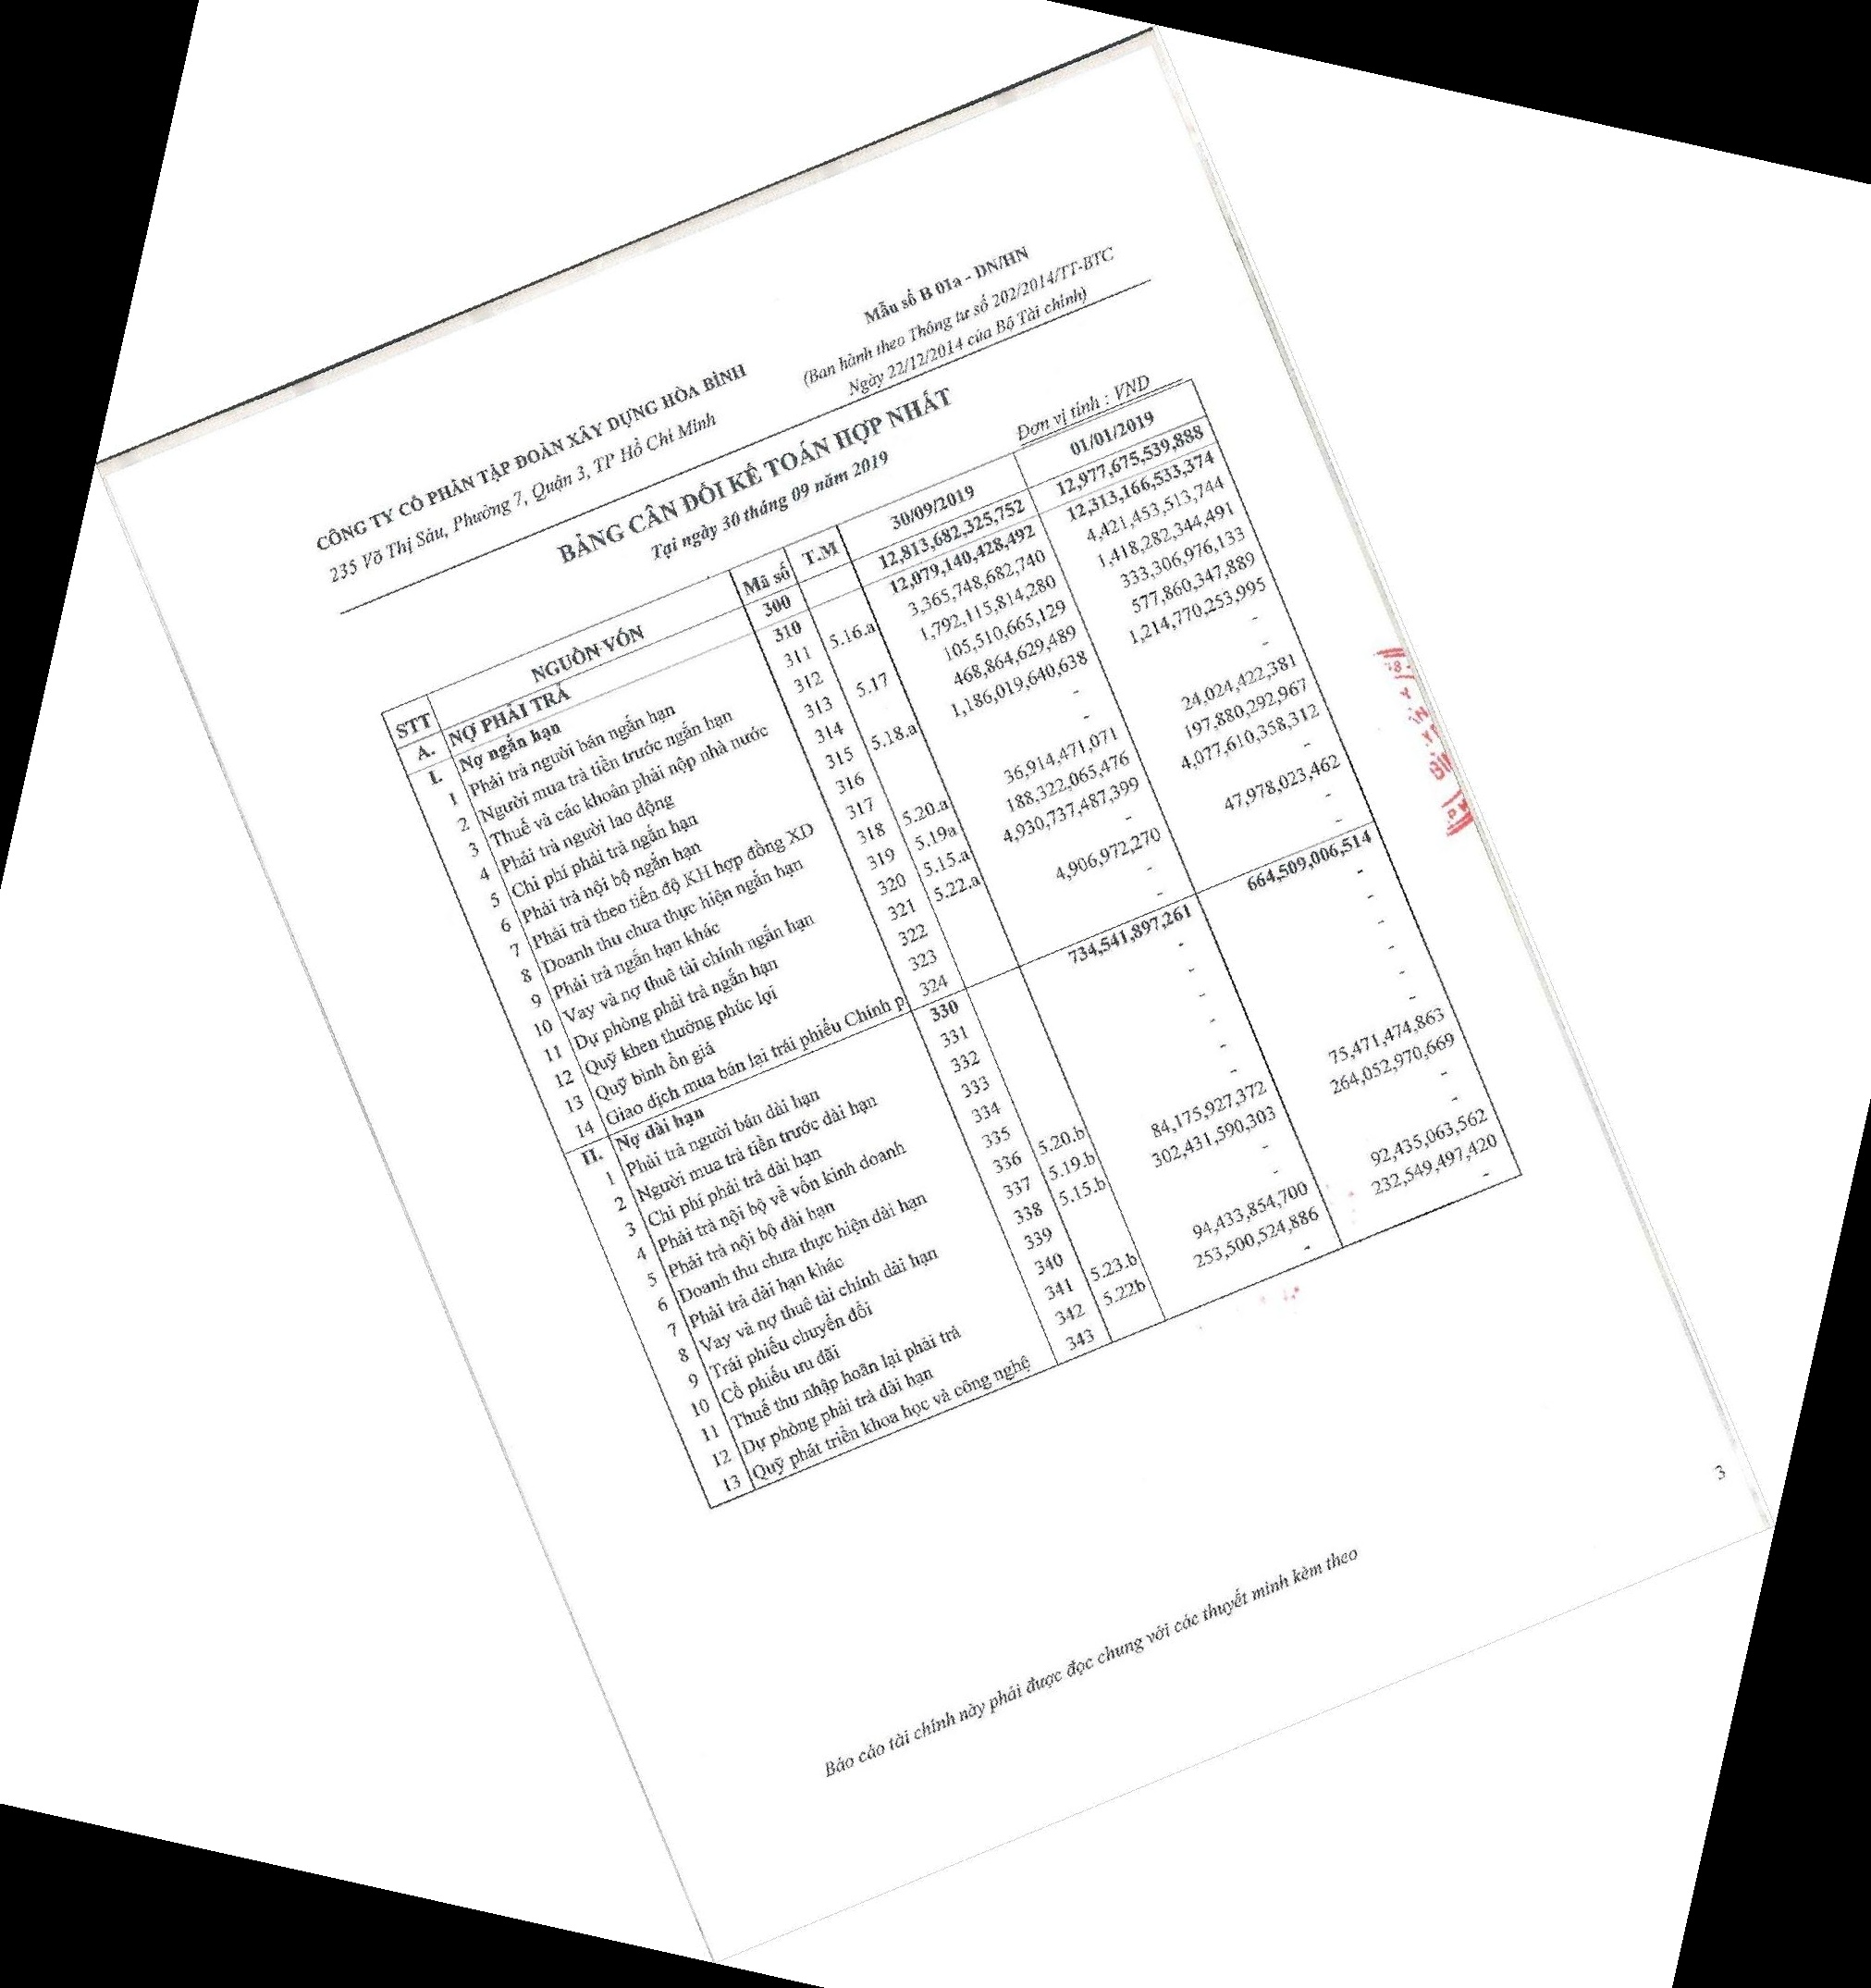 CÔNG TY CỔ PHẦN TẬP ĐOÀN XÂY DỰNG HÒA BÌNH
235 Võ Thị Sáu, Phường 7, Quận 3, TP Hồ Chí Minh
Mẫu số B 01a - DN/HN
(Ban hành theo Thông tư số 202/2014/TT-BTC
Ngày 22/12/2014 của Bộ Tài chính)
BẢNG CÂN ĐỐI KẾ TOÁN HỢP NHẤT
Tại ngày 30 tháng 09 năm 2019
Đơn vị tính : VND
STT NGUỒN VỐN Mã số T.M 30/09/2019 01/01/2019
A. NỢ PHẢI TRẢ 300 12,813,682,325,752 12,977,675,539,888
I. Nợ ngắn hạn 310 12,079,140,428,492 12,313,166,533,374
1 Phải trả người bán ngắn hạn 311 5.16.a 3,365,748,682,740 4,421,453,513,744
2 Người mua trả tiền trước ngắn hạn 312 1,792,115,814,280 1,418,282,344,491
3 Thuế và các khoản phải nộp nhà nước 313 5.17 105,510,665,129 333,306,976,133
4 Phải trả người lao động 314 468,864,629,489 577,860,347,889
5 Chi phí phải trả ngắn hạn 315 5.18.a 1,186,019,640,638 1,214,770,253,995
6 Phải trả nội bộ ngắn hạn 316 - -
7 Phải trả theo tiến độ KH hợp đồng XD 317 - -
8 Doanh thu chưa thực hiện ngắn hạn 318 5.20.a 36,914,471,071 24,024,422,381
9 Phải trả ngắn hạn khác 319 5.19a 188,322,065,476 197,880,292,967
10 Vay và nợ thuê tài chính ngắn hạn 320 5.15.a 4,930,737,487,399 4,077,610,358,312
11 Dự phòng phải trả ngắn hạn 321 5.22.a - -
12 Quỹ khen thưởng phúc lợi 322 4,906,972,270 47,978,023,462
13 Quỹ bình ổn giá 323 - -
14 Giao dịch mua bán lại trái phiếu Chính p 324 - -
II. Nợ dài hạn 330 734,541,897,261 664,509,006,514
1 Phải trả người bán dài hạn 331 - -
2 Người mua trả tiền trước dài hạn 332 - -
3 Chi phí phải trả dài hạn 333 - -
4 Phải trả nội bộ về vốn kinh doanh 334 - -
5 Phải trả nội bộ dài hạn 335 - -
6 Doanh thu chưa thực hiện dài hạn 336 5.20.b - -
7 Phải trả dài hạn khác 337 5.19.b 84,175,927,372 75,471,474,863
8 Vay và nợ thuê tài chính dài hạn 338 5.15.b 302,431,590,303 264,052,970,669
9 Trái phiếu chuyển đổi 339 - -
10 Cổ phiếu ưu đãi 340 - -
11 Thuế thu nhập hoãn lại phải trả 341 5.23.b 94,433,854,700 92,435,063,562
12 Dự phòng phải trả dài hạn 342 5.22b 253,500,524,886 232,549,497,420
13 Quỹ phát triển khoa học và công nghệ 343 - -
Báo cáo tài chính này phải được đọc chung với các thuyết minh kèm theo
3